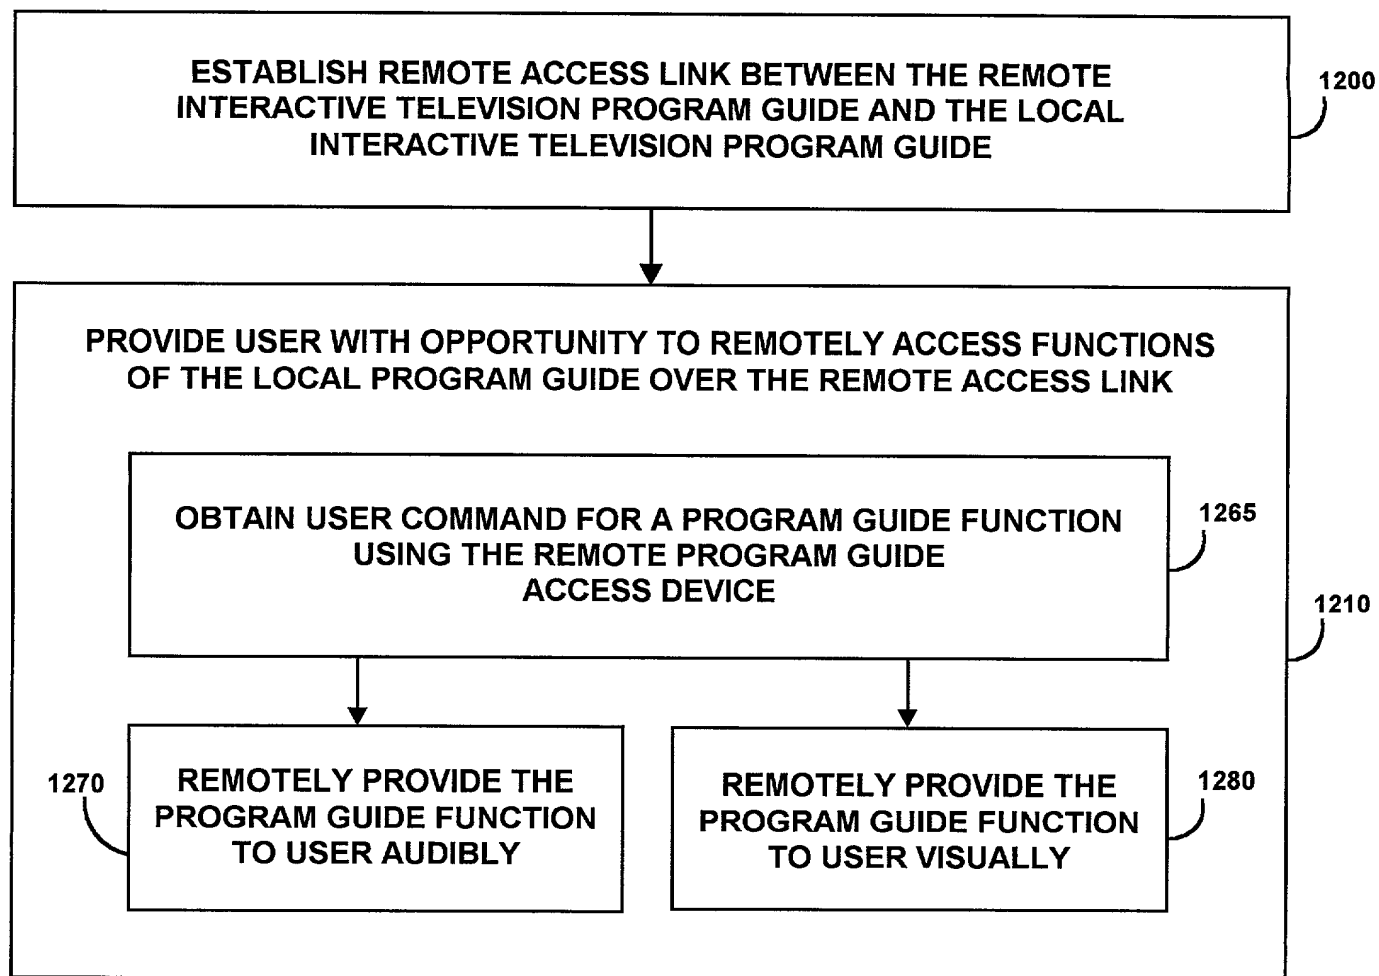 ESTABLISH REMOTE ACCESS LINK BETWEEN THE REMOTE
INTERACTIVE TELEVISION PROGRAM GUIDE AND THE LOCAL
INTERACTIVE TELEVISION PROGRAM GUIDE
1200
PROVIDE USER WITH OPPORTUNITY TO REMOTELY ACCESS FUNCTIONS
OF THE LOCAL PROGRAM GUIDE OVER THE REMOTE ACCESS LINK
OBTAIN USER COMMAND FOR A PROGRAM GUIDE FUNCTION
USING THE REMOTE PROGRAM GUIDE
ACCESS DEVICE
1265
1210
1270
REMOTELY PROVIDE THE
PROGRAM GUIDE FUNCTION
TO USER AUDIBLY
REMOTELY PROVIDE THE
PROGRAM GUIDE FUNCTION
TO USER VISUALLY
1280